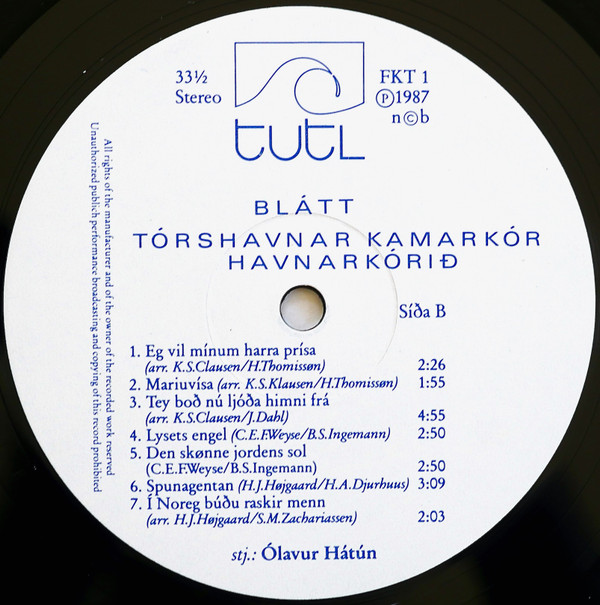 33½
Stereo
FKT 1
Ⓟ1987
n©b
tutl
BLÁTT
TÓRSHAVNAR KAMARKÓR
HAVNARKÓRIÐ
Síða B
1. Eg vil mínum harra prísa
(arr. K.S.Clausen/H.Thomissøn) 2:26
2. Mariuvísa (arr. K.S.Klausen/H.Thomissøn) 1:55
3. Tey boð nú ljóða himni frá
(arr. K.S.Clausen/J.Dahl) 4:55
4. Lysets engel (C.E.F.Weyse/B.S.Ingemann) 2:50
5. Den skønne jordens sol
(C.E.F.Weyse/B.S.Ingemann) 2:50
6. Spunagentan (H.J.Højgaard/H.A.Djurhuus) 3:09
7. Í Noreg búðu raskir menn
(arr. H.J.Højgaard/S.M.Zachariassen) 2:03
stj.: Ólavur Hátún
All rights of the manufacturer and of the owner of the recorded work reserved
Unauthorized publich performance broadcasting and copying of this record prohibited